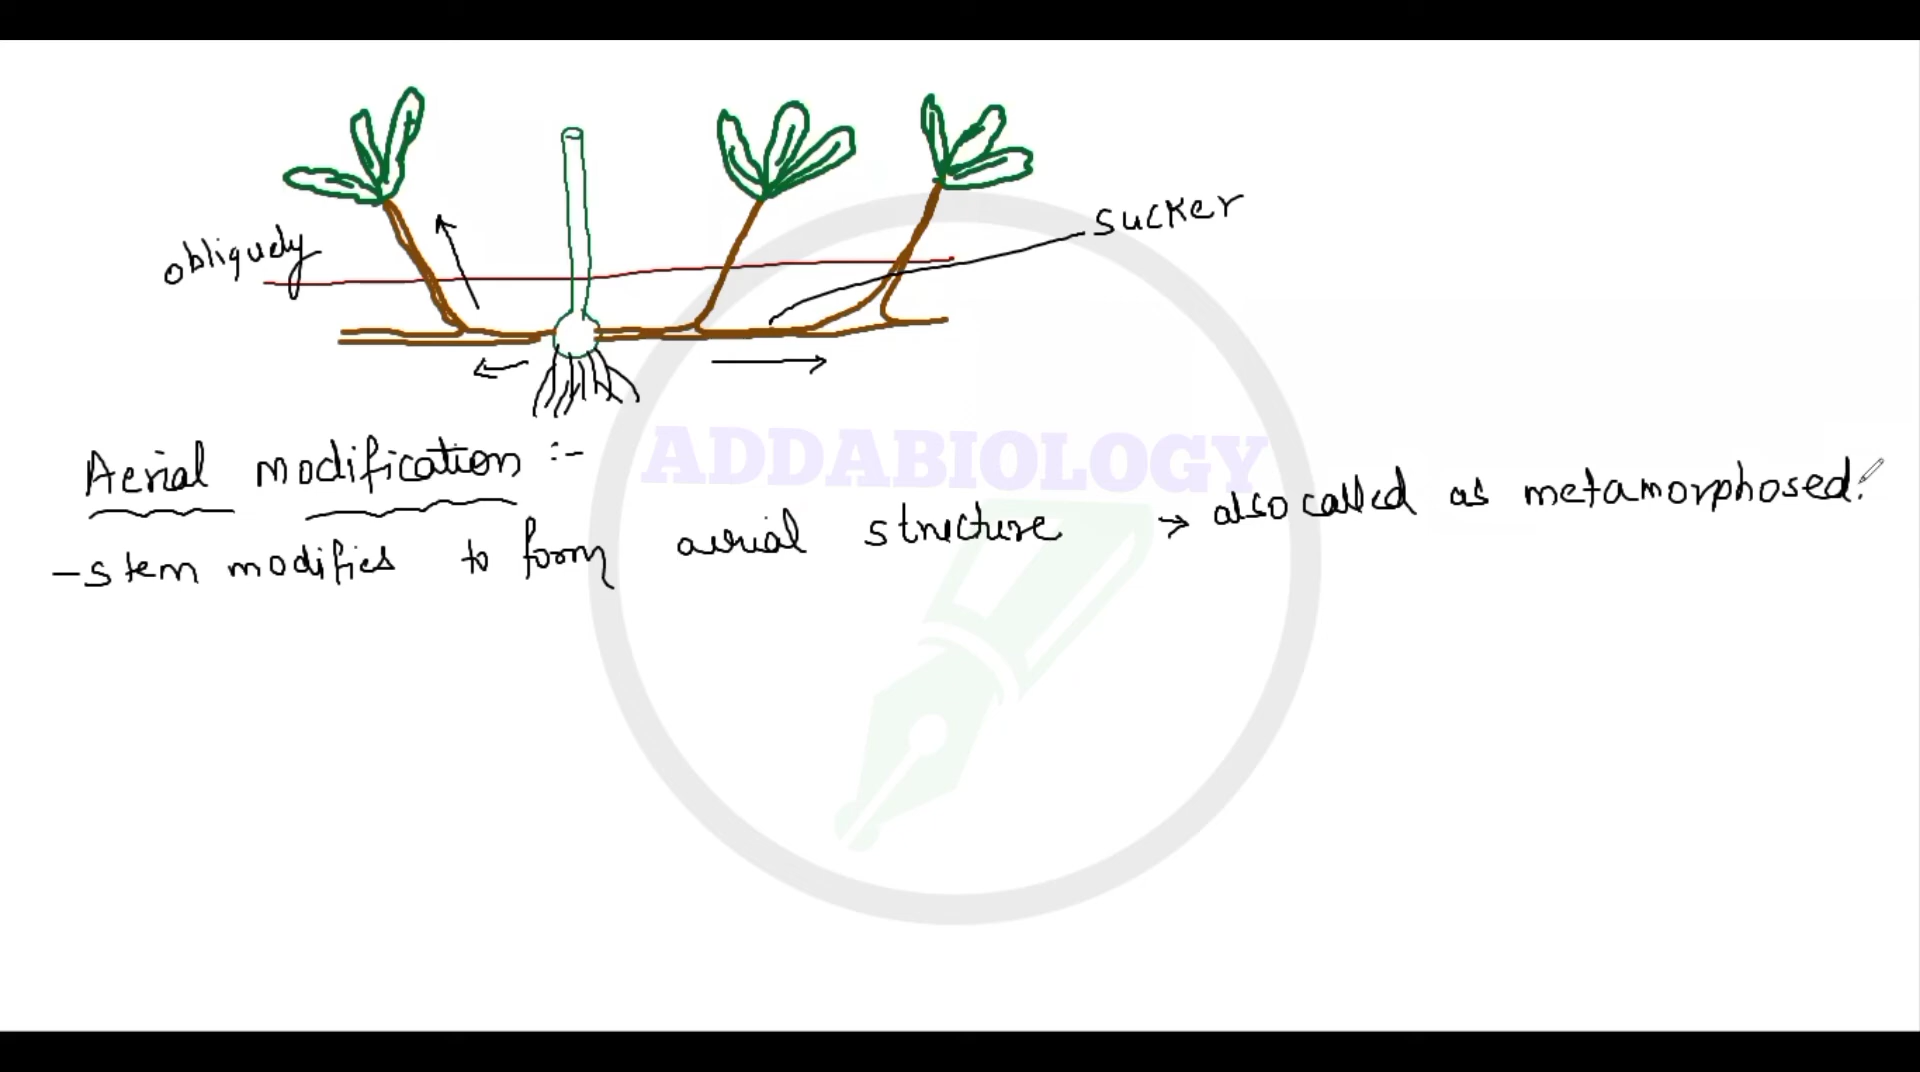 sucker
obliquely
ADDABIOLOGY
Aerial modification :-
-stem modifies to form aerial structure → also called as metamorphosed.